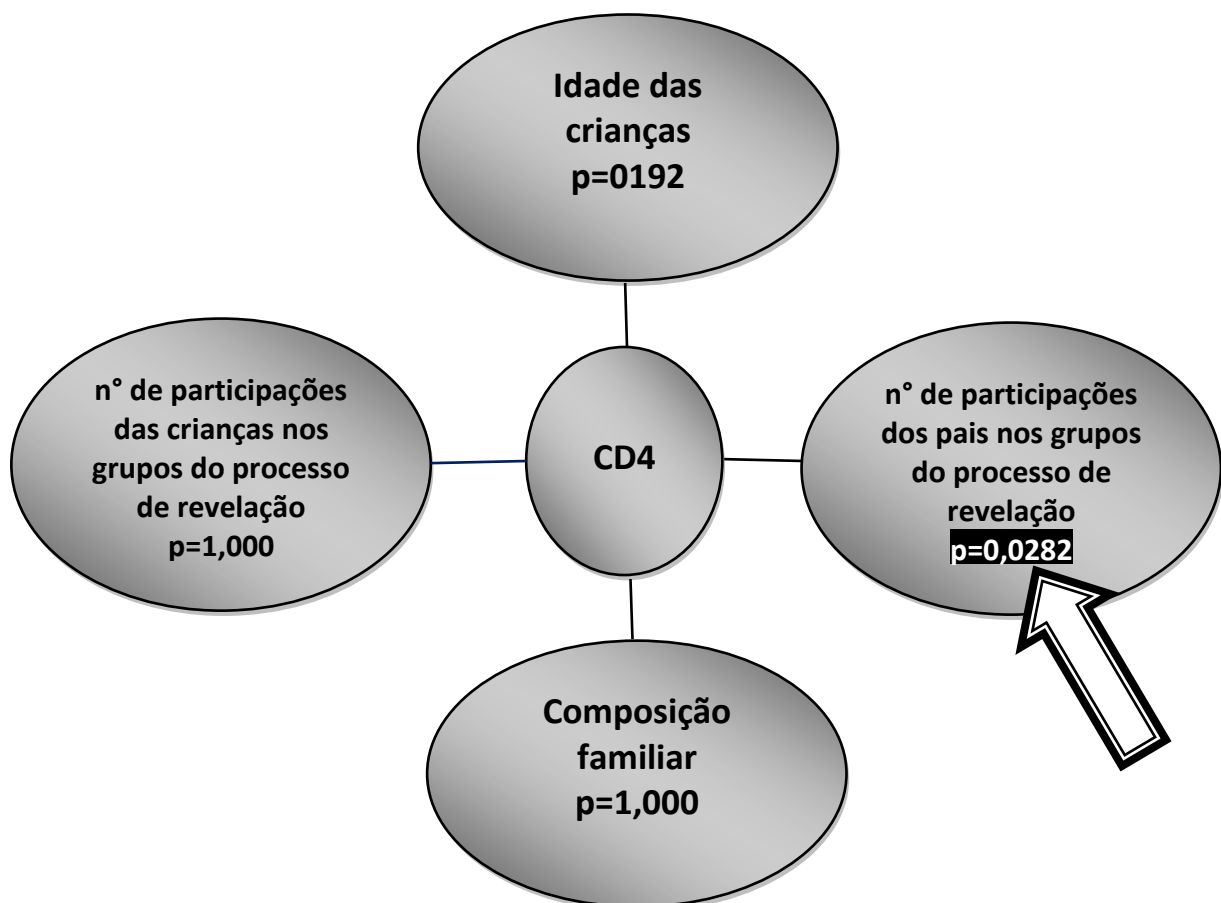 Idade das
crianças
p=0192
n° de participações
das crianças nos
grupos do processo
de revelação
p=1,000
CD4
n° de participações
dos pais nos grupos
do processo de
revelação
p=0,0282
Composição
familiar
p=1,000